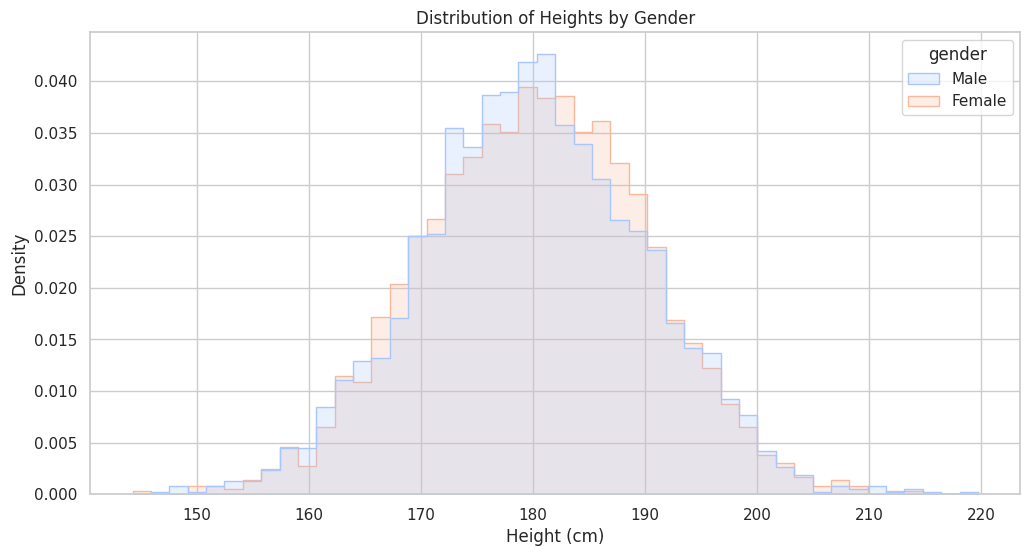 Distribution of Heights by Gender
gender
Male
Female
0.040
0.035
0.030
0.025
0.020
0.015
0.010
0.005
0.000
Density
150 160 170 180 190 200 210 220
Height (cm)